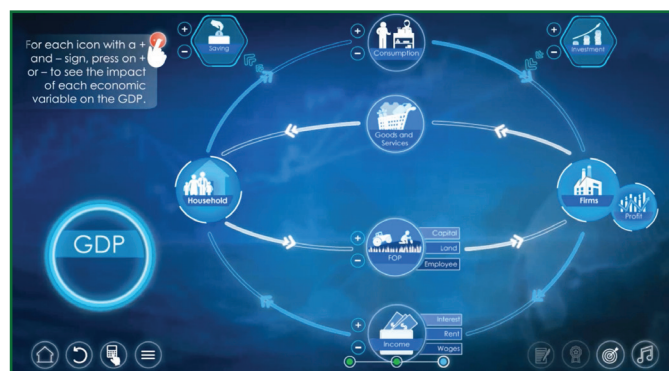 For each icon with a +
and – sign, press on +
or – to see the impact
of each economic
variable on the GDP.
+
–
Saving
+
–
Consumption
+
–
Investment
Goods and
Services
Household
Firms
Profit
GDP
+
–
FOP
Capital
Land
Employee
+
–
Income
Interest
Rent
Wages